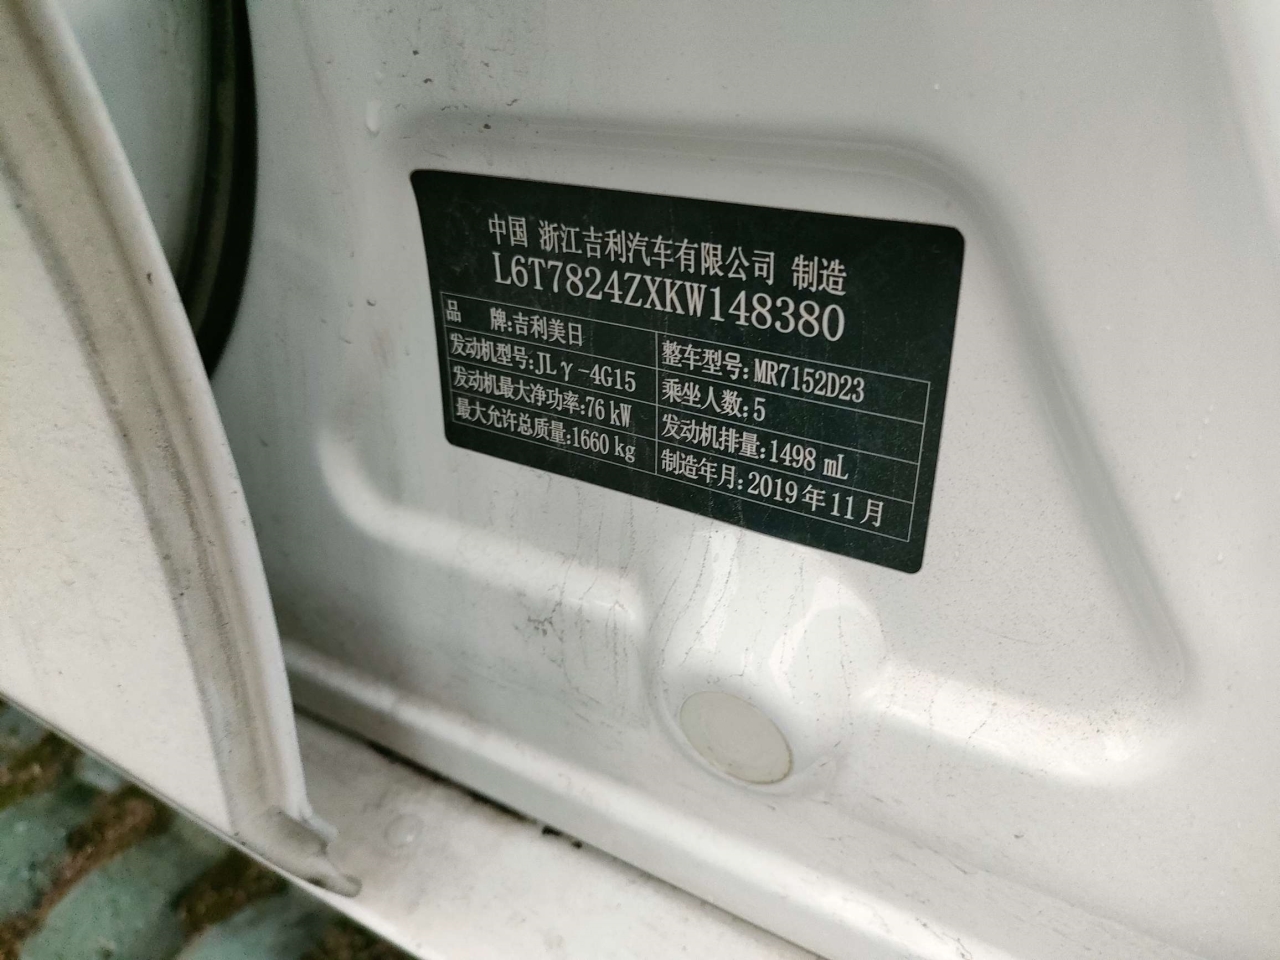 中国 浙江吉利汽车有限公司 制造
L6T7824ZXKW148380
品 牌:吉利美日
整车型号:MR7152D23
发动机型号:JLγ-4G15
乘坐人数:5
发动机最大净功率:76 kW
发动机排量:1498 mL
最大允许总质量:1660 kg
制造年月:2019年11月